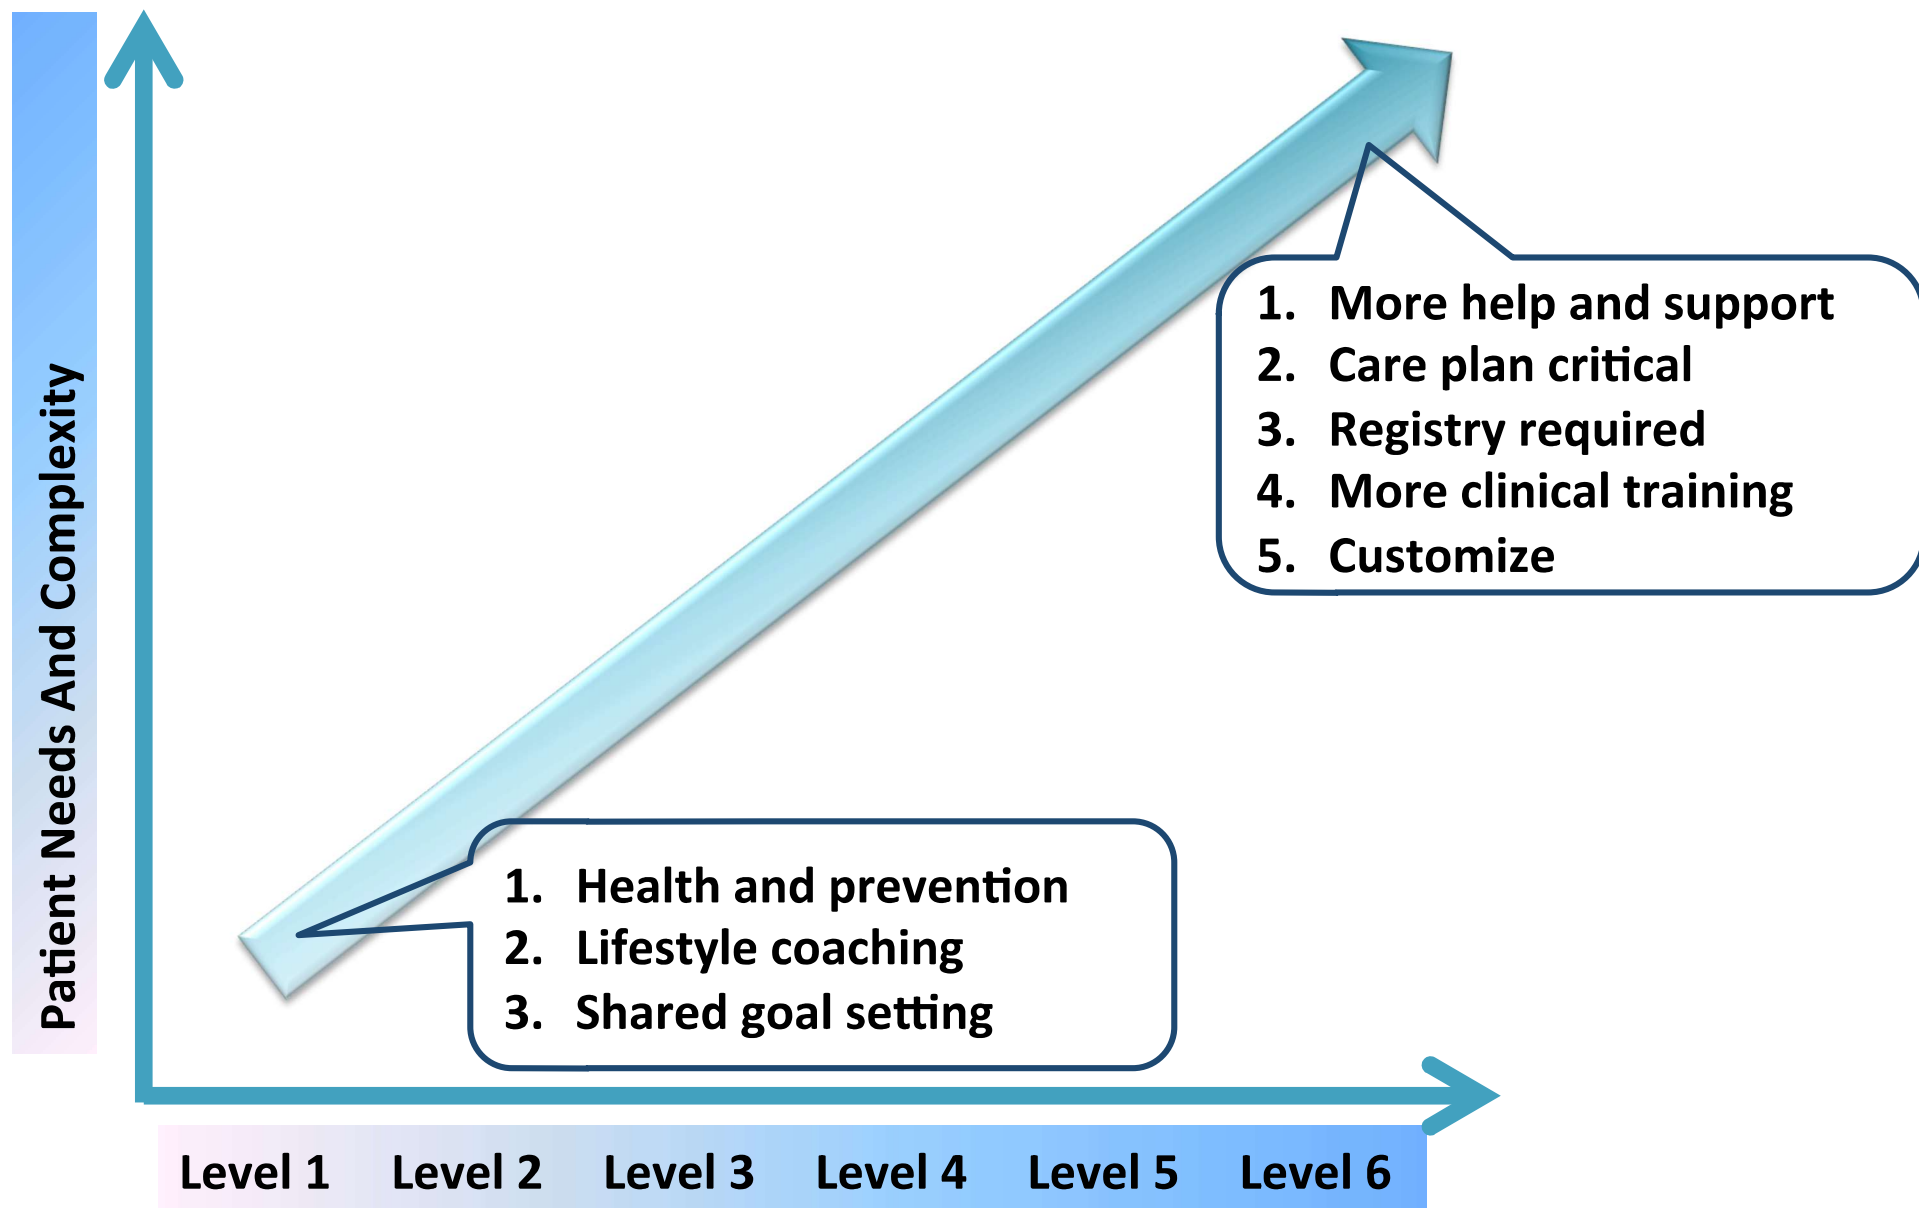 Patient Needs And Complexity
1. More help and support
2. Care plan critical
3. Registry required
4. More clinical training
5. Customize
1. Health and prevention
2. Lifestyle coaching
3. Shared goal setting
Level 1 Level 2 Level 3 Level 4 Level 5 Level 6